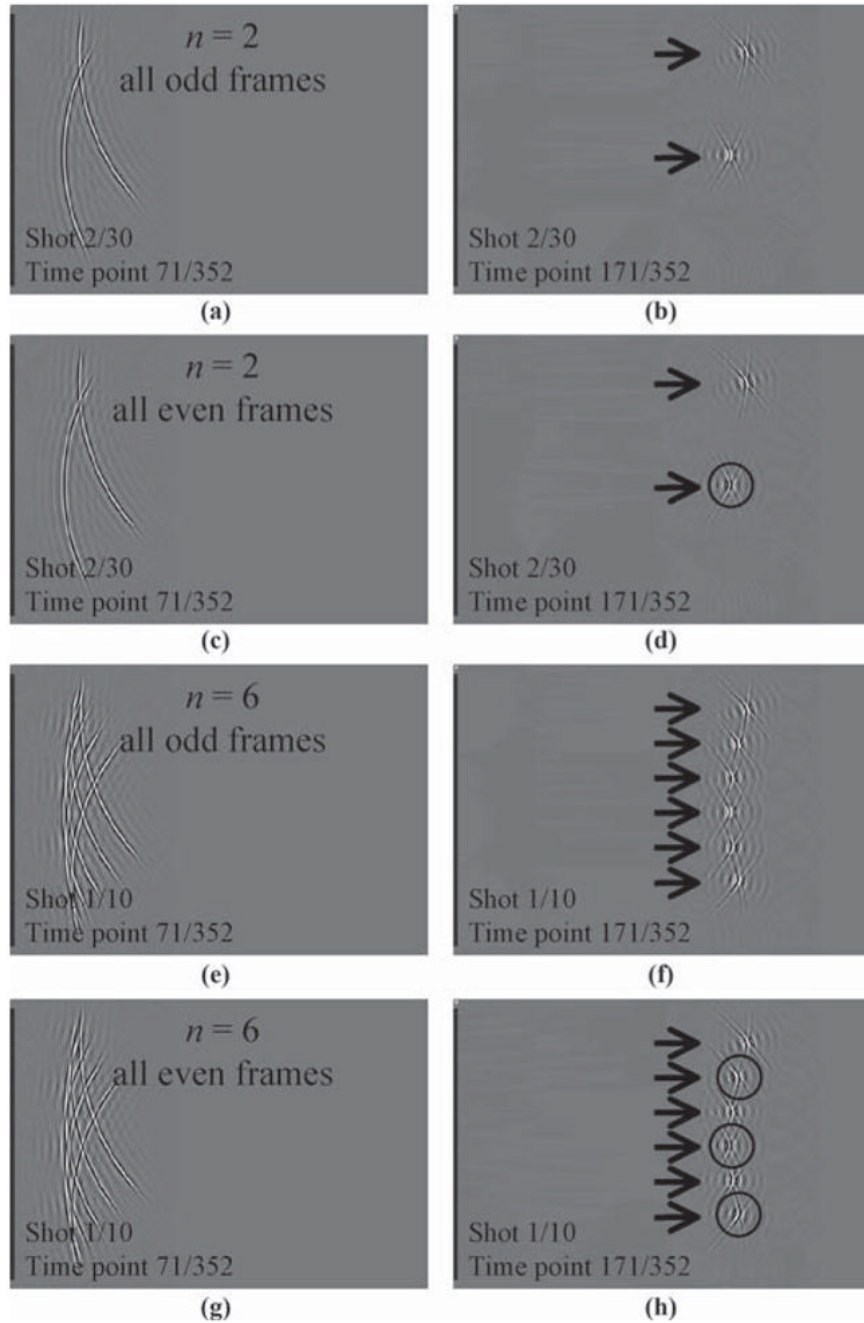 n = 2
all odd frames
Shot 2/30
Time point 71/352
(a)
Shot 2/30
Time point 171/352
(b)
n = 2
all even frames
Shot 2/30
Time point 71/352
(c)
Shot 2/30
Time point 171/352
(d)
n = 6
all odd frames
Shot 1/10
Time point 71/352
(e)
Shot 1/10
Time point 171/352
(f)
n = 6
all even frames
Shot 1/10
Time point 71/352
(g)
Shot 1/10
Time point 171/352
(h)